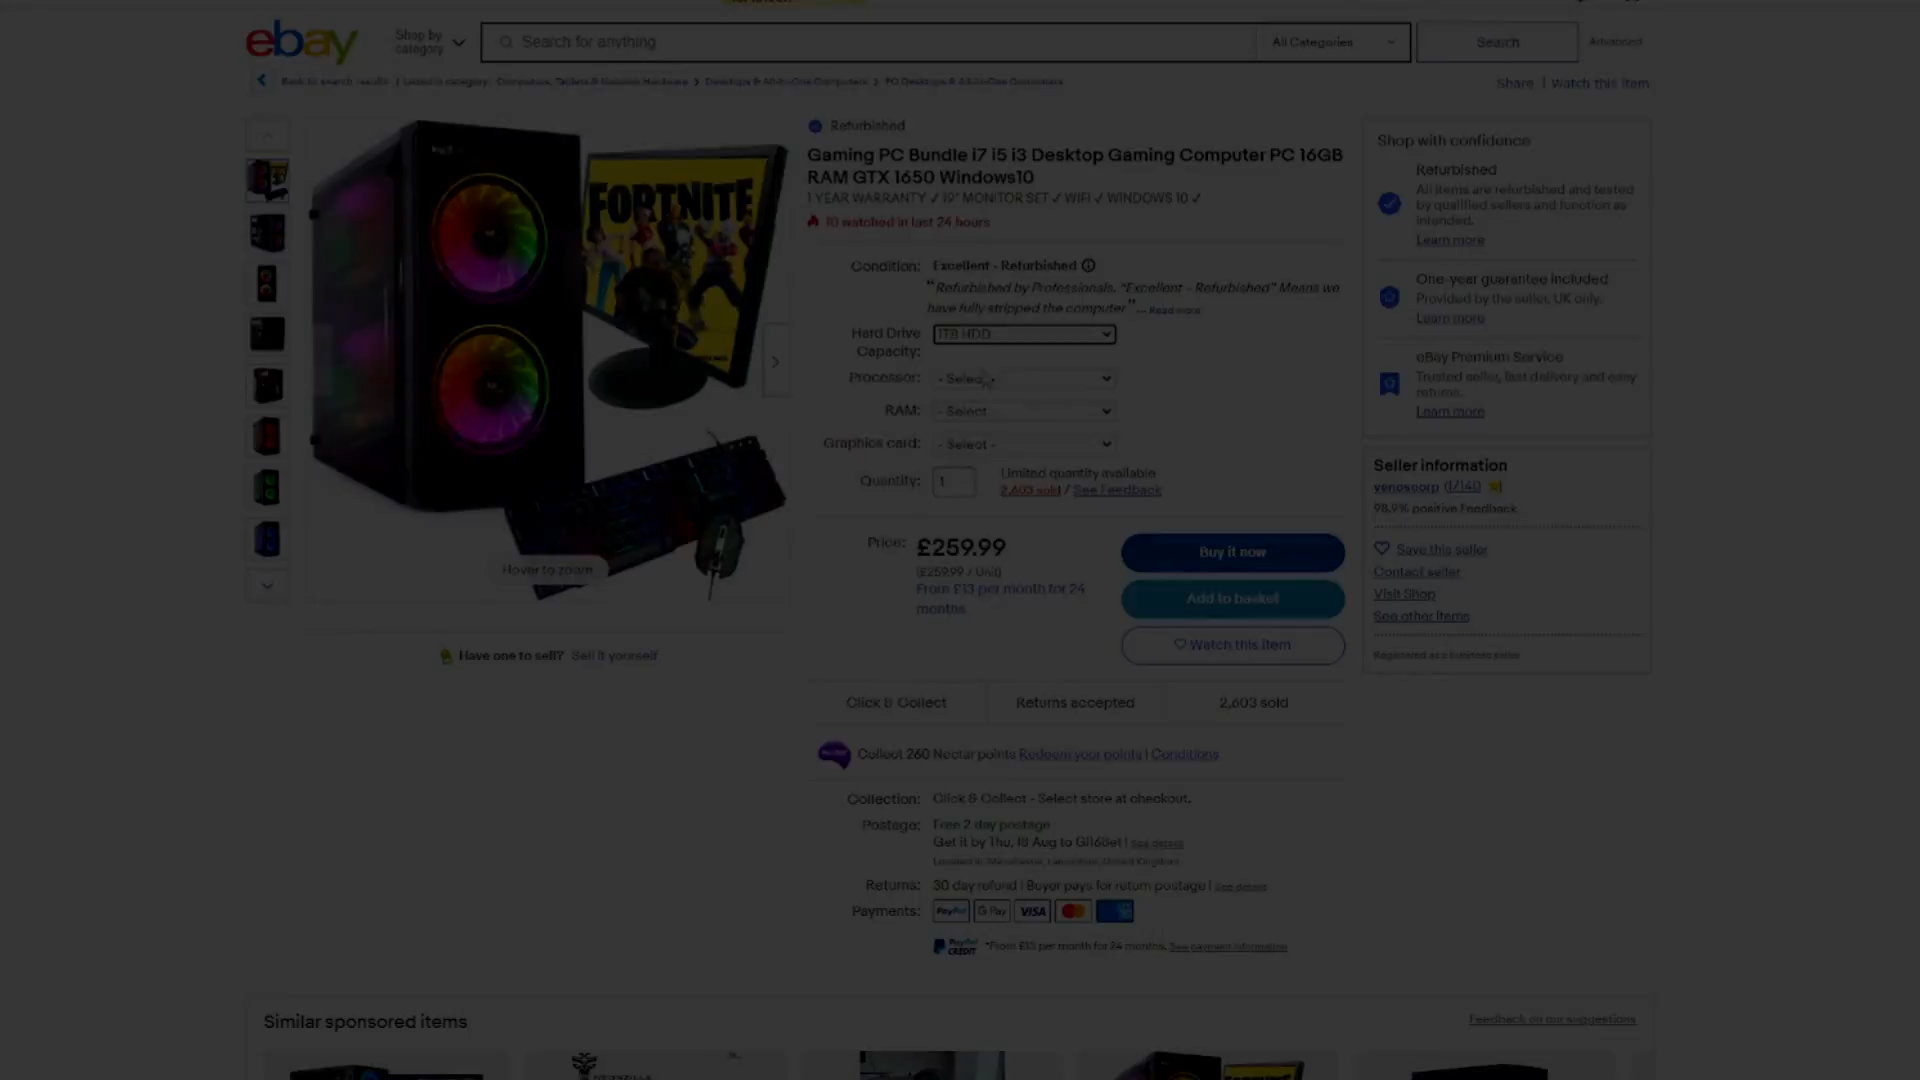 ebay
Shop by
category
Search for anything
All Categories
Search
Advanced
Back to search results | Listed in category: Computers, Tablets & Network Hardware > Desktops & All-In-One Computers > PC Desktops & All-In-One Computers
Share | Watch this item
Refurbished
Gaming PC Bundle i7 i5 i3 Desktop Gaming Computer PC 16GB
RAM GTX 1650 Windows10
1 YEAR WARRANTY ✓ 19" MONITOR SET ✓ WIFI ✓ WINDOWS 10 ✓
10 watched in last 24 hours
FORTNITE
Condition: Excellent - Refurbished
"Refurbished by Professionals. "Excellent - Refurbished" Means we
have fully stripped the computer" ... Read more
Hard Drive
Capacity:
1TB HDD
Processor: - Select -
RAM: - Select -
Graphics card: - Select -
Quantity: 1
Limited quantity available
2,603 sold / See Feedback
Price: £259.99
(£259.99 / Unit)
From £13 per month for 24
months
Buy it now
Add to basket
Watch this item
Hover to zoom
Have one to sell? Sell it yourself
Click & Collect
Returns accepted
2,603 sold
Collect 260 Nectar points Redeem your points | Conditions
Collection: Click & Collect - Select store at checkout.
Postage: Free 2 day postage
Get it by Thu, 18 Aug to | See details
Located in: Manchester, Lancashire, United Kingdom
Returns: 30 day refund | Buyer pays for return postage | See details
Payments: PayPal G Pay VISA
PayPal
CREDIT
*From £13 per month for 24 months. See payment information
Shop with confidence
Refurbished
All items are refurbished and tested
by qualified sellers and function as
intended.
Learn more
One-year guarantee included
Provided by the seller, UK only.
Learn more
eBay Premium Service
Trusted seller, fast delivery and easy
returns.
Learn more
Seller information
venoscorp (17140)
98.9% positive Feedback
Save this seller
Contact seller
Visit Shop
See other items
Registered as a business seller
Similar sponsored items
Feedback on our suggestions